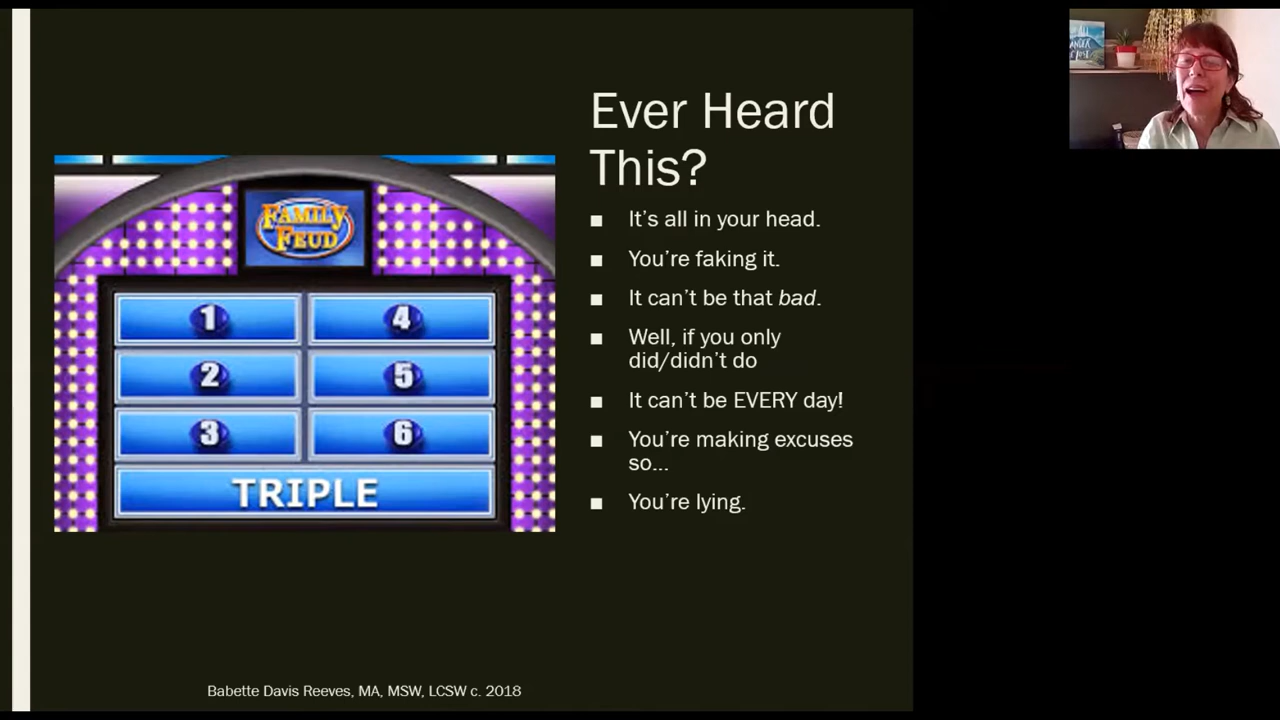 Ever Heard
This?
It's all in your head.
You're faking it.
It can't be that bad.
Well, if you only
did/didn't do
It can't be EVERY day!
You're making excuses
so...
You're lying.
FAMILY
FEUD
1
4
2
5
3
6
TRIPLE
Babette Davis Reeves, MA, MSW, LCSW c. 2018